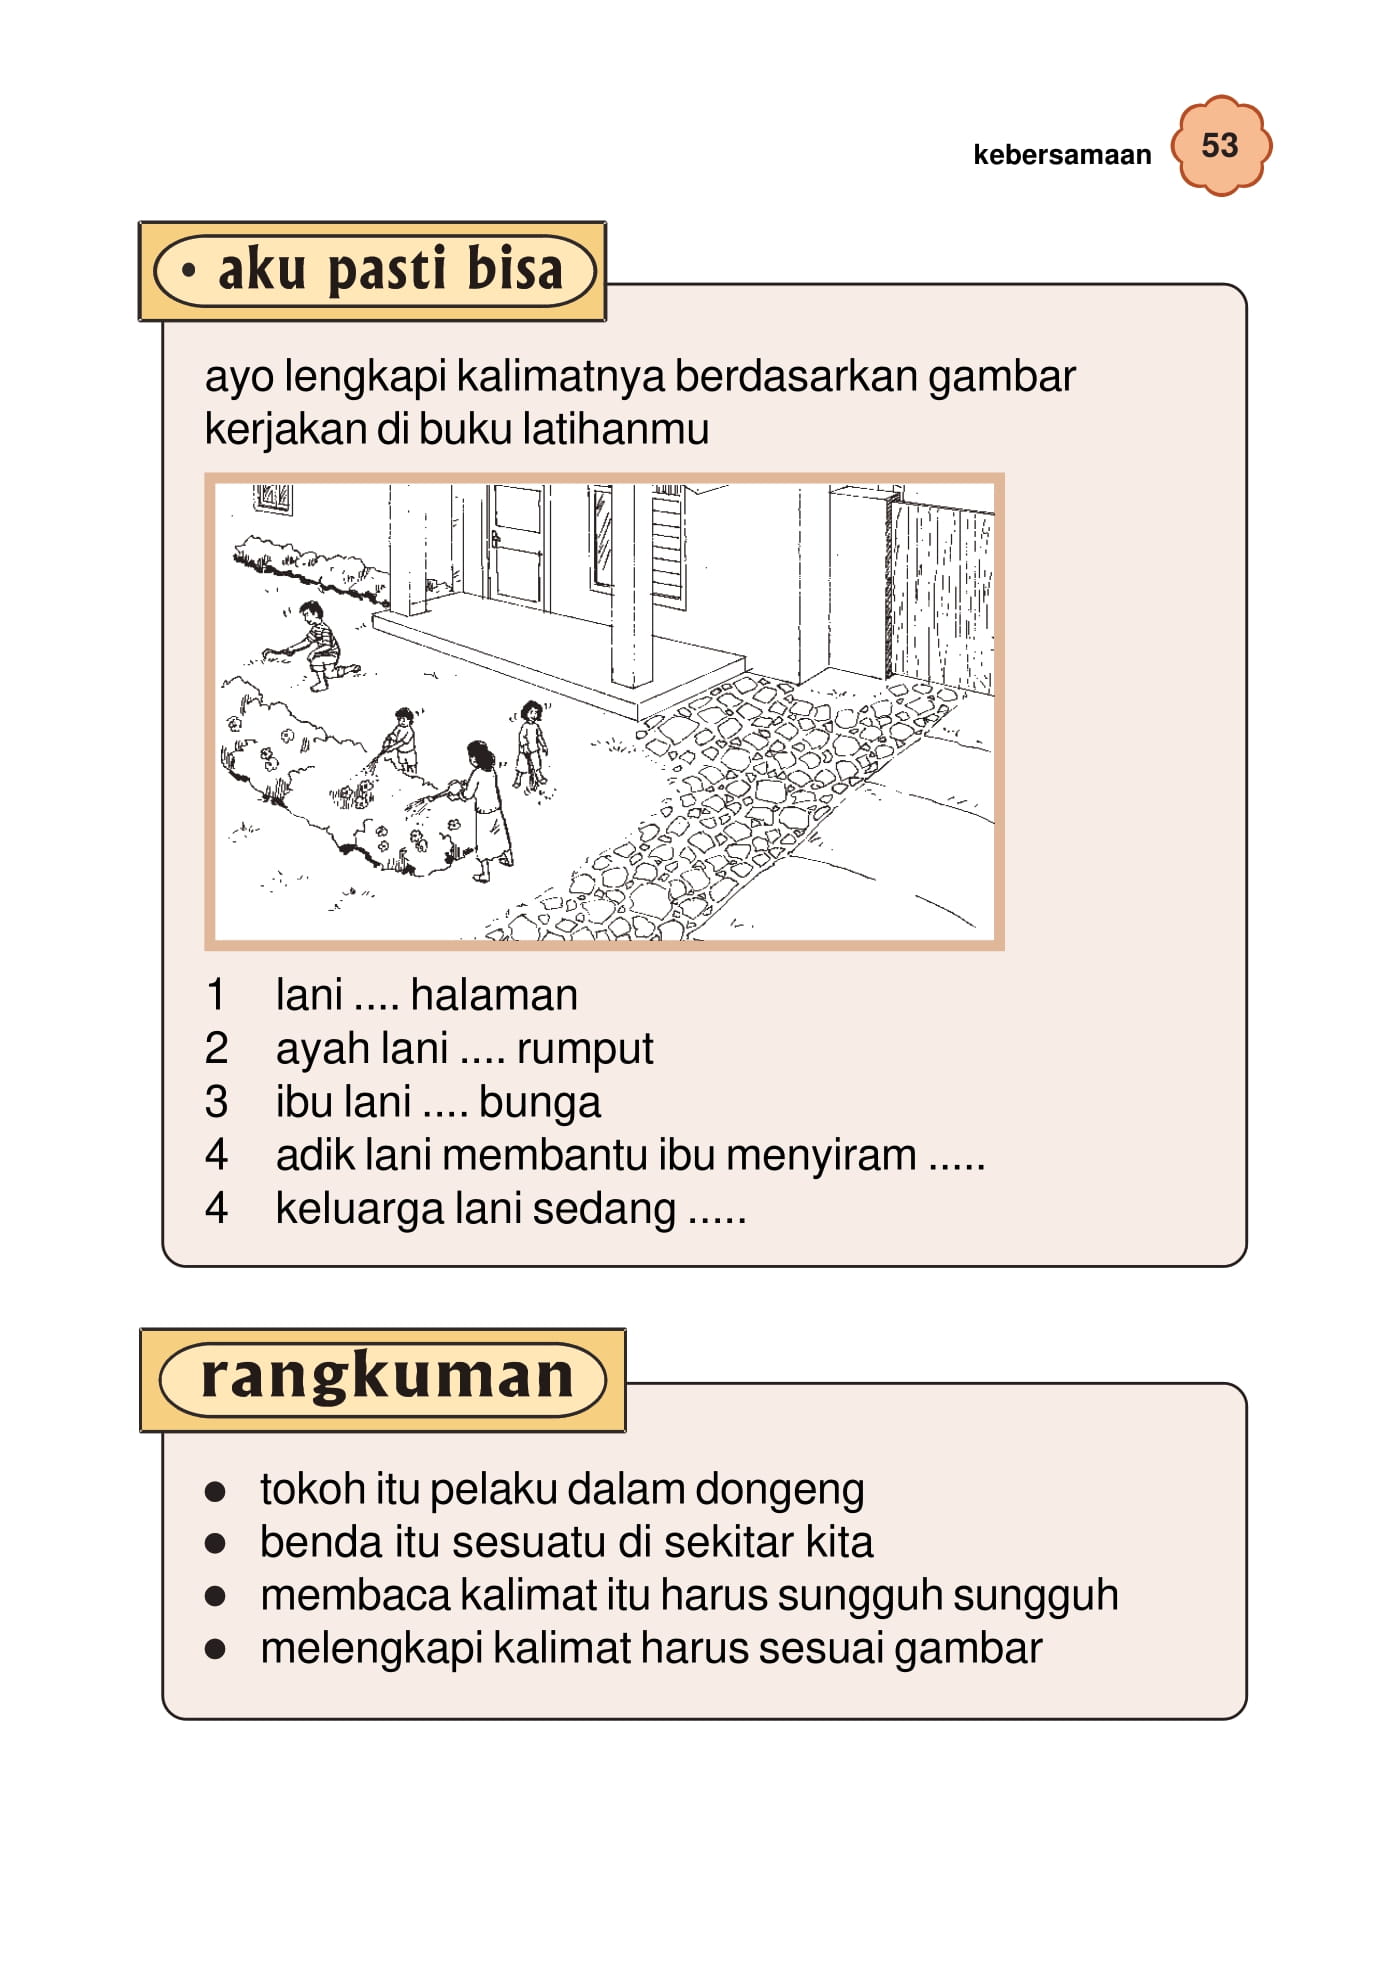 kebersamaan 53
• aku pasti bisa
ayo lengkapi kalimatnya berdasarkan gambar
kerjakan di buku latihanmu
1 lani .... halaman
2 ayah lani .... rumput
3 ibu lani .... bunga
4 adik lani membantu ibu menyiram .....
4 keluarga lani sedang .....
rangkuman
● tokoh itu pelaku dalam dongeng
● benda itu sesuatu di sekitar kita
● membaca kalimat itu harus sungguh sungguh
● melengkapi kalimat harus sesuai gambar